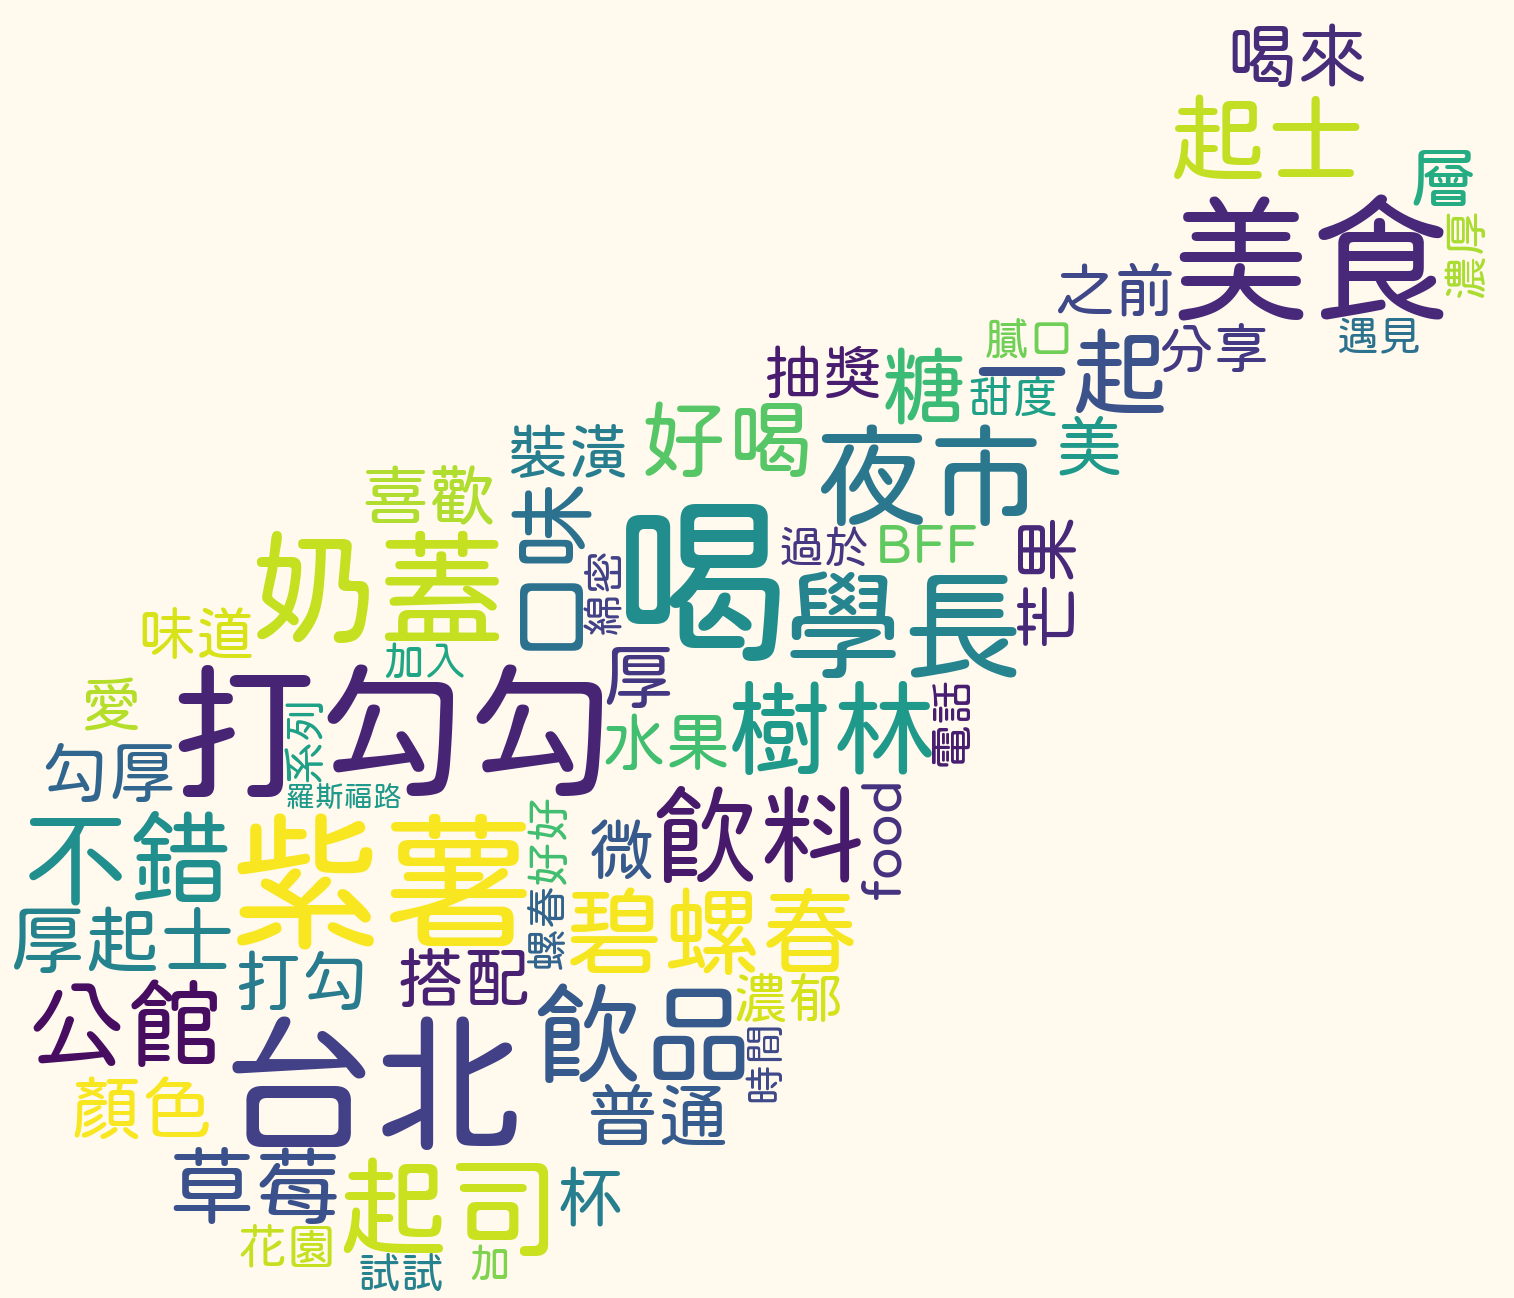 喝來
起士
層
美食
濃厚
之前
遇見
膩口
分享
抽獎
糖
一起
甜度
好喝
夜市
美
裝潢
喜歡
口味
喝
過於
BFF
芒果
奶蓋
綿密
學長
味道
加入
厚
打勾勾
愛
系列
水果
樹林
電話
勾厚
羅斯福路
不錯
紫薯
好好
微
飲料
food
厚起士
螺春
碧螺春
打勾
搭配
濃郁
公館
台北
飲品
時間
顏色
普通
草莓
起司
杯
花園
試試
加